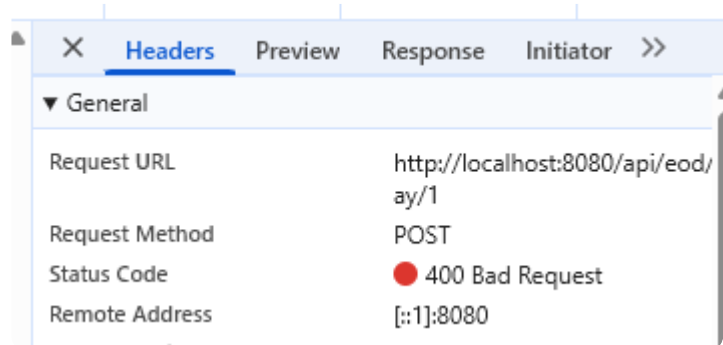 Headers Preview Response Initiator
General
Request URL http://localhost:8080/api/eod/
ay/1
Request Method POST
Status Code 400 Bad Request
Remote Address [::1]:8080